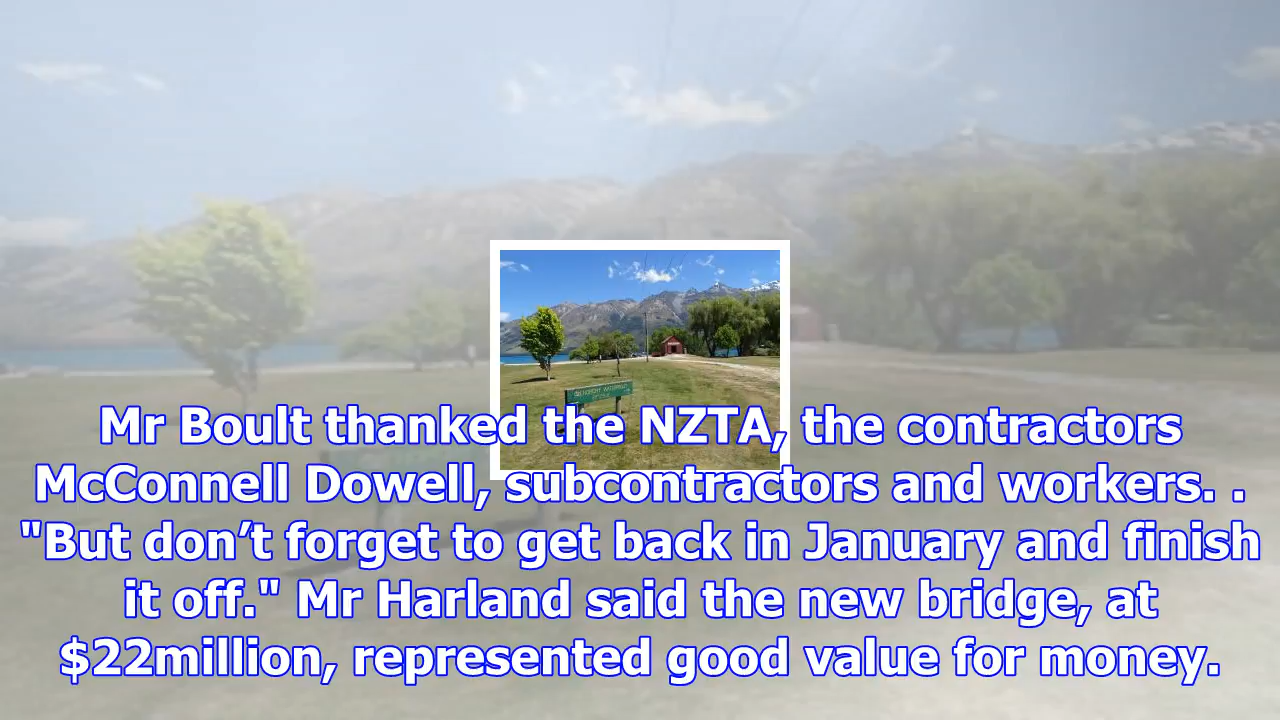 Mr Boult thanked the NZTA, the contractors
McConnell Dowell, subcontractors and workers. .
"But don’t forget to get back in January and finish
it off." Mr Harland said the new bridge, at
$22million, represented good value for money.